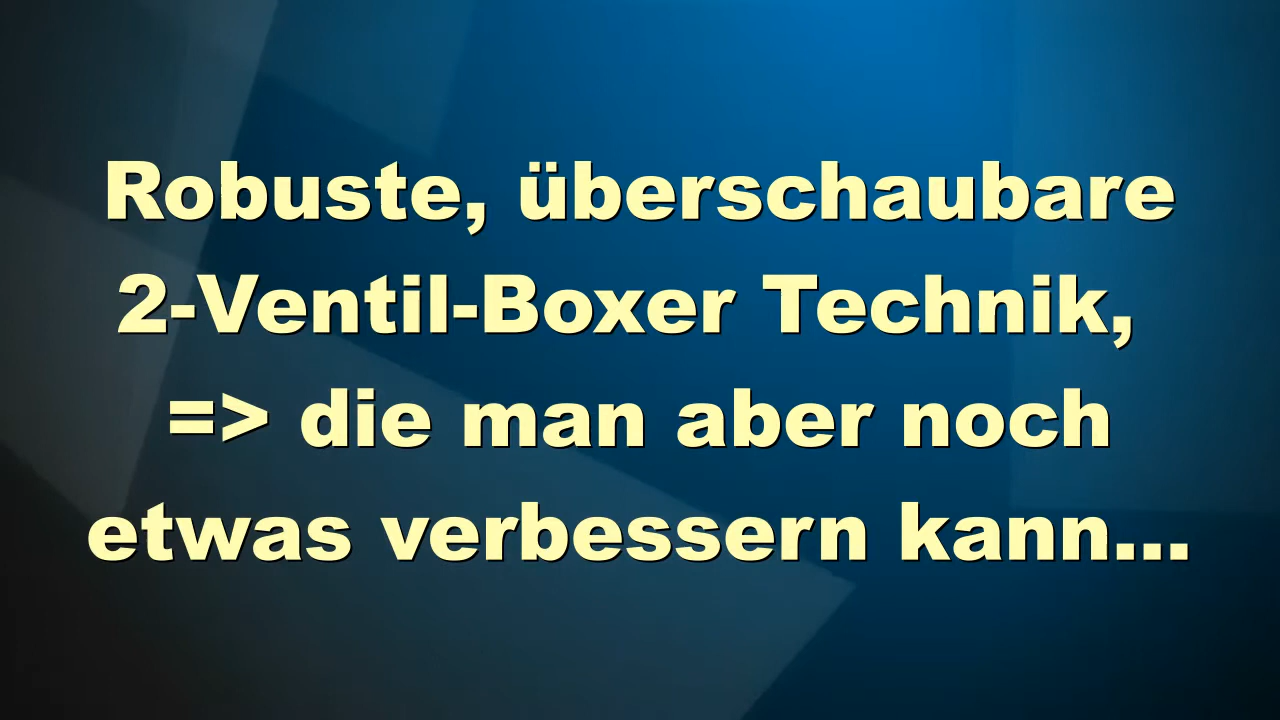 Robuste, überschaubare
2-Ventil-Boxer Technik,
=> die man aber noch
etwas verbessern kann...